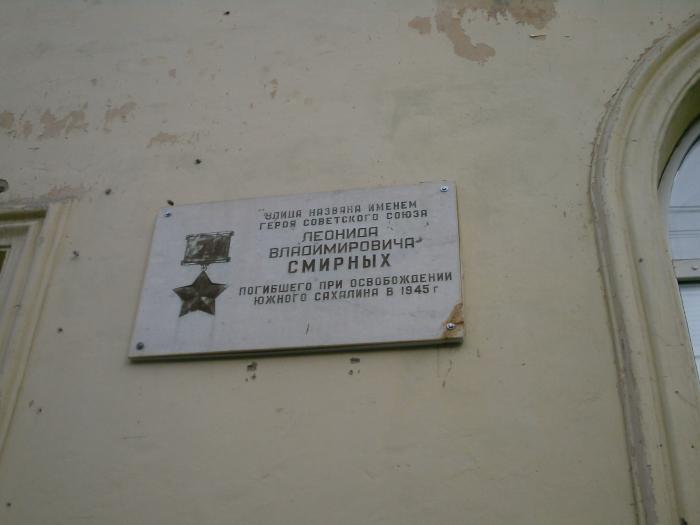 УЛИЦА НАЗВАНА ИМЕНЕМ
ГЕРОЯ СОВЕТСКОГО СОЮЗА
ЛЕОНИДА
ВЛАДИМИРОВИЧА
СМИРНЫХ
ПОГИБШЕГО ПРИ ОСВОБОЖДЕНИИ
ЮЖНОГО САХАЛИНА В 1945 г